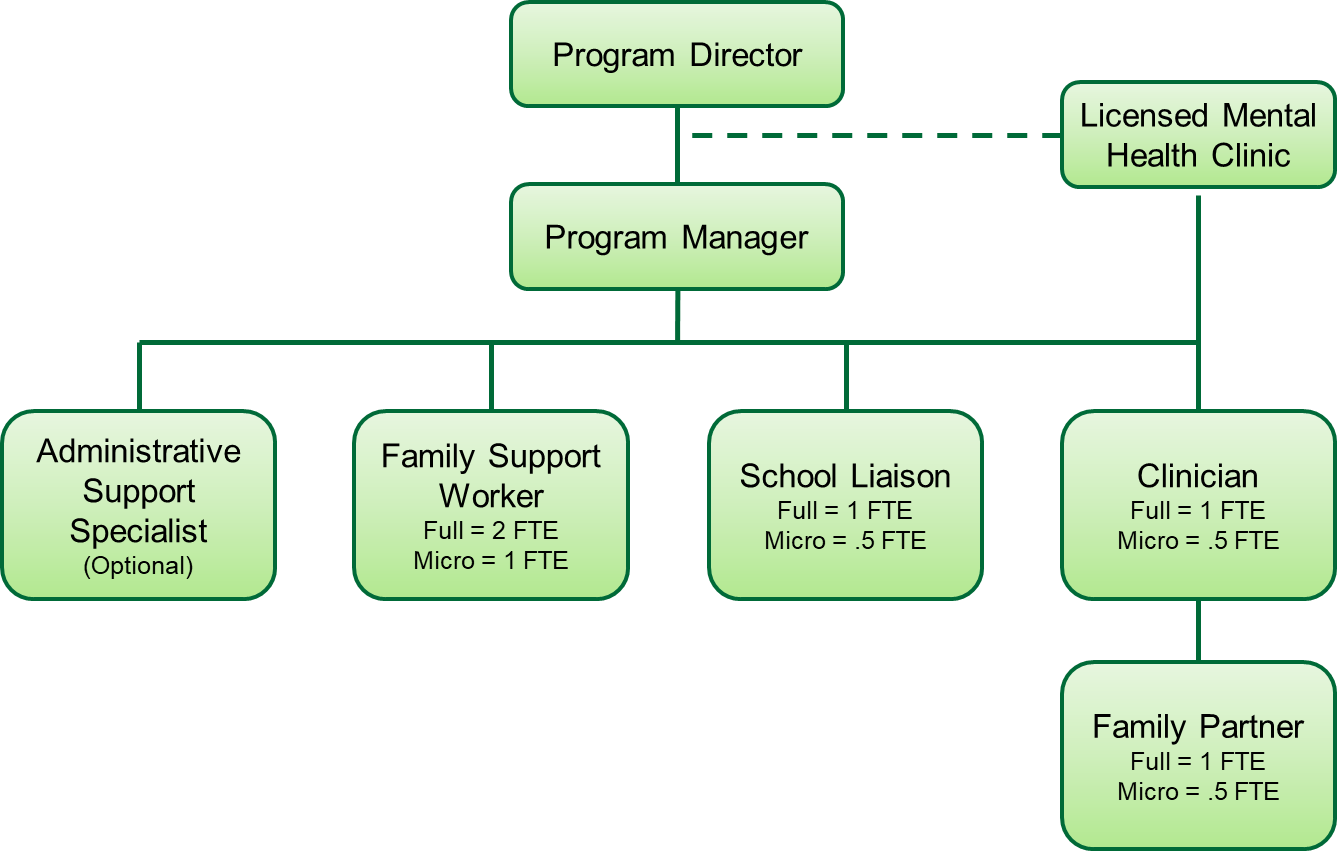 Program Director
Licensed Mental
Health Clinic
Program Manager
Administrative
Support
Specialist
(Optional)
Family Support
Worker
Full = 2 FTE
Micro = 1 FTE
School Liaison
Full = 1 FTE
Micro = .5 FTE
Clinician
Full = 1 FTE
Micro = .5 FTE
Family Partner
Full = 1 FTE
Micro = .5 FTE